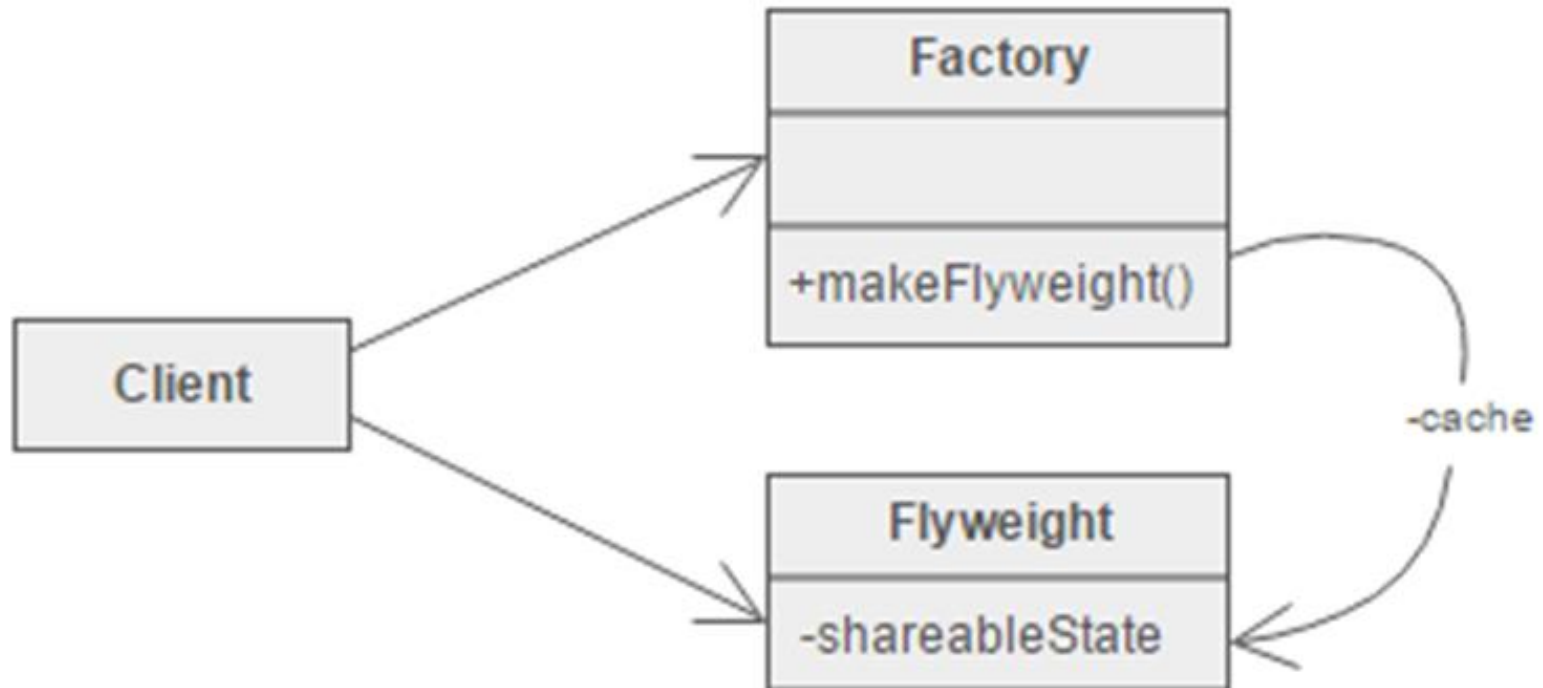 Factory
+makeFlyweight()
Client
-cache
Flyweight
-shareableState